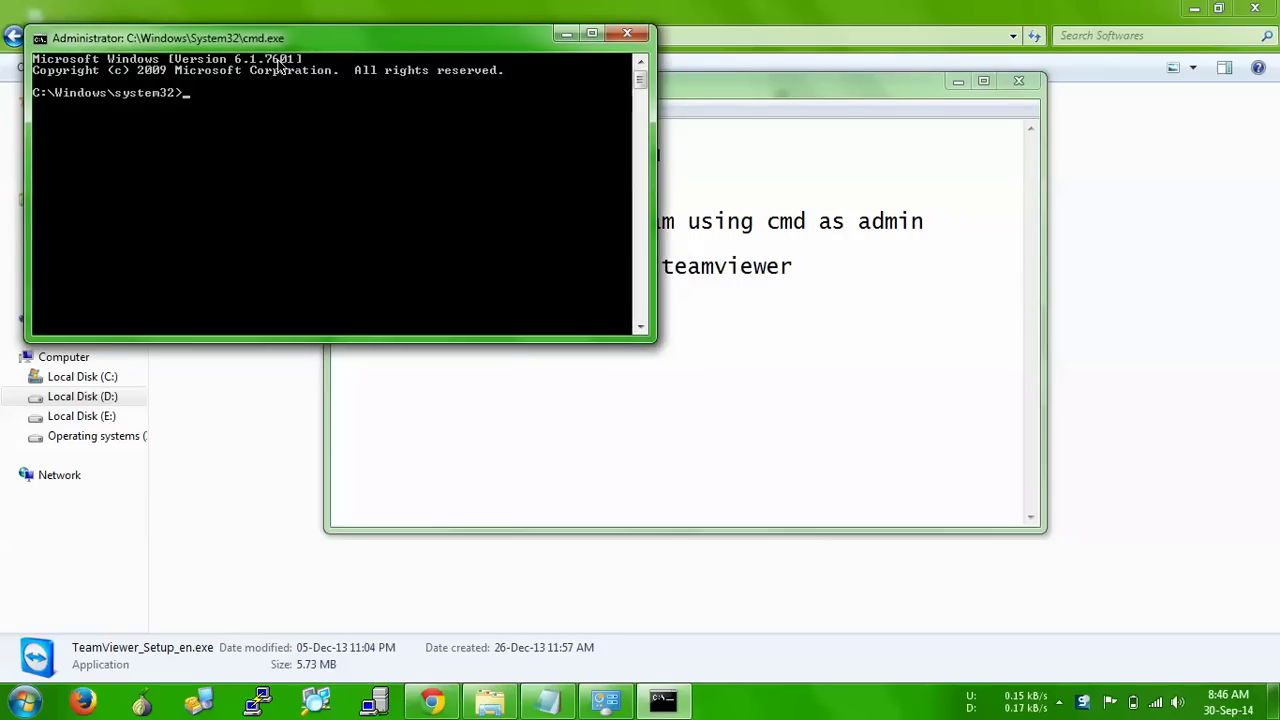 Administrator: C:\Windows\System32\cmd.exe
Microsoft Windows [Version 6.1.7601]
Copyright (c) 2009 Microsoft Corporation.  All rights reserved.
C:\Windows\system32>_
Search Softwares
am using cmd as admin
teamviewer
Computer
Local Disk (C:)
Local Disk (D:)
Local Disk (E:)
Operating systems (
Network
TeamViewer_Setup_en.exe Date modified: 05-Dec-13 11:04 PM Date created: 26-Dec-13 11:57 AM
Application Size: 5.73 MB
U: 0.15 kB/s
D: 0.17 kB/s
8:46 AM
30-Sep-14